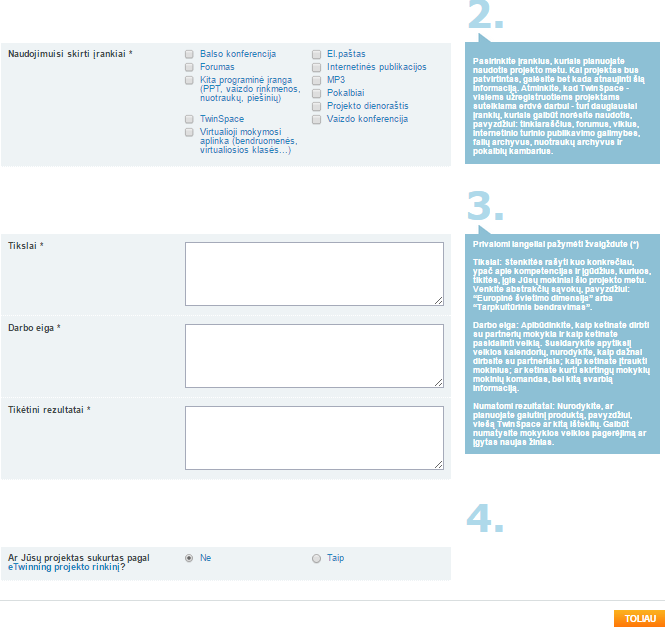 2.
Naudojimuisi skirti įrankiai *
Balso konferencija
El.paštas
Forumas
Internetinės publikacijos
Kita programinė įranga
(PPT, vaizdo rinkmenos,
nuotraukų, piešinių)
MP3
Pokalbiai
Projekto dienoraštis
TwinSpace
Vaizdo konferencija
Virtualioji mokymosi
aplinka (bendruomenės,
virtualiosios klasės...)
Pasirinkite įrankius, kuriais planuojate
naudotis projekto metu. Kai projektas bus
patvirtintas, galėsite bet kada atnaujinti šią
informaciją. Atminkite, kad TwinSpace -
visiems užregistruotiems projektams
suteikiama erdvė darbui - turi daugiausiai
įrankių, kuriais galbūt norėsite naudotis,
pavyzdžiui: tinklaraščius, forumus, vikius,
internetinio turinio publikavimo galimybes,
failų archyvus, nuotraukų archyvus ir
pokalbių kambarius.
3.
Tikslai *
Darbo eiga *
Tikėtini rezultatai *
Privalomi langeliai pažymėti žvaigždute (*)
Tikslai: Stenkitės rašyti kuo konkrečiau,
ypač apie kompetencijas ir įgūdžius, kuriuos,
tikitės, įgis Jūsų mokiniai šio projekto metu.
Venkite abstrakčių sąvokų, pavyzdžiui:
“Europinė švietimo dimensija” arba
“Tarpkultūrinis bendravimas”.
Darbo eiga: Apibūdinkite, kaip ketinate dirbti
su partnerių mokykla ir kaip ketinate
pasidalinti veiklą. Susidarykite apytikslį
veiklos kalendorių, nurodykite, kaip dažnai
dirbsite su partneriais; kaip ketinate įtraukti
mokinius; ar ketinate kurti skirtingų mokyklų
mokinių komandas, bei kitą svarbią
informaciją.
Numatomi rezultatai: Nurodykite, ar
planuojate galutinį produktą, pavyzdžiui,
viešą TwinSpace ar kitą išteklių. Galbūt
numatysite mokyklos veiklos pagerėjimą ar
įgytas naujas žinias.
4.
Ar Jūsų projektas sukurtas pagal
eTwinning projekto rinkinį?
Ne
Taip
TOLIAU